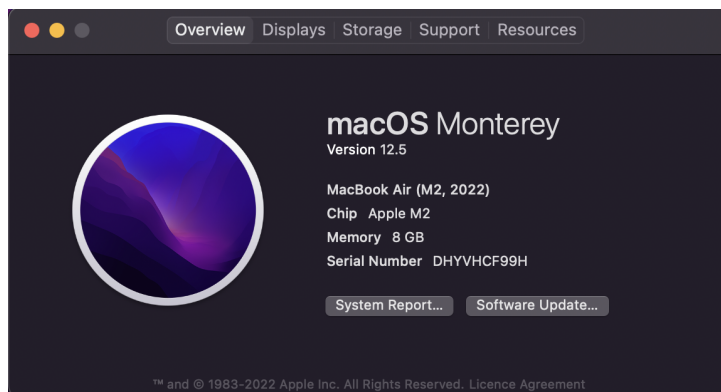 Overview Displays Storage Support Resources
macOS Monterey
Version 12.5
MacBook Air (M2, 2022)
Chip Apple M2
Memory 8 GB
Serial Number DHYVHCF99H
System Report... Software Update...
™ and © 1983-2022 Apple Inc. All Rights Reserved. Licence Agreement